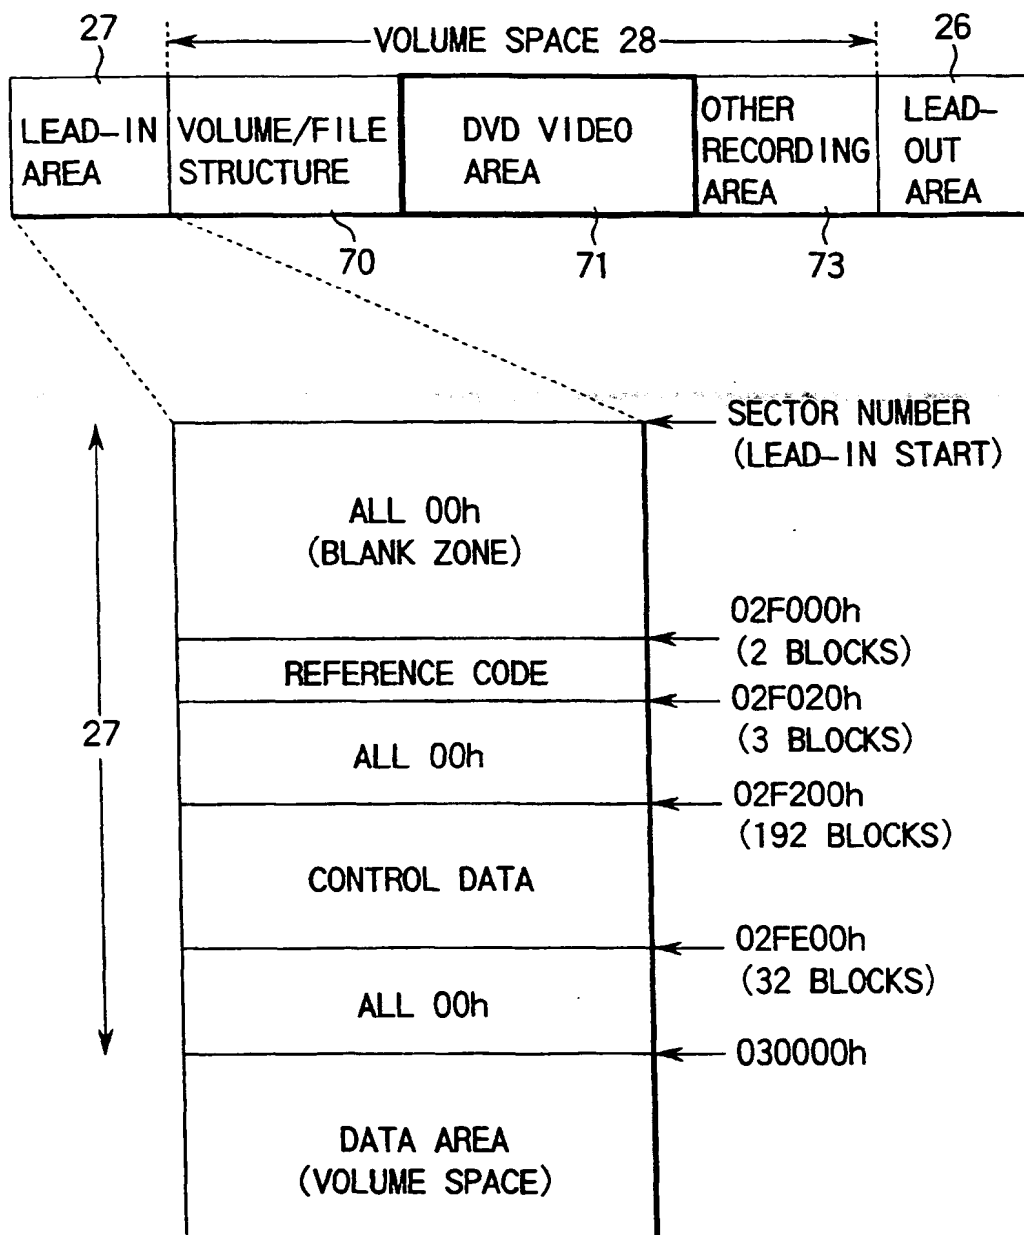 27
VOLUME SPACE 28
26
LEAD-IN
AREA
VOLUME/FILE
STRUCTURE
DVD VIDEO
AREA
OTHER
RECORDING
AREA
LEAD-
OUT
AREA
70
71
73
SECTOR NUMBER
(LEAD-IN START)
ALL 00h
(BLANK ZONE)
02F000h
(2 BLOCKS)
REFERENCE CODE
02F020h
(3 BLOCKS)
27
ALL 00h
02F200h
(192 BLOCKS)
CONTROL DATA
02FE00h
(32 BLOCKS)
ALL 00h
030000h
DATA AREA
(VOLUME SPACE)